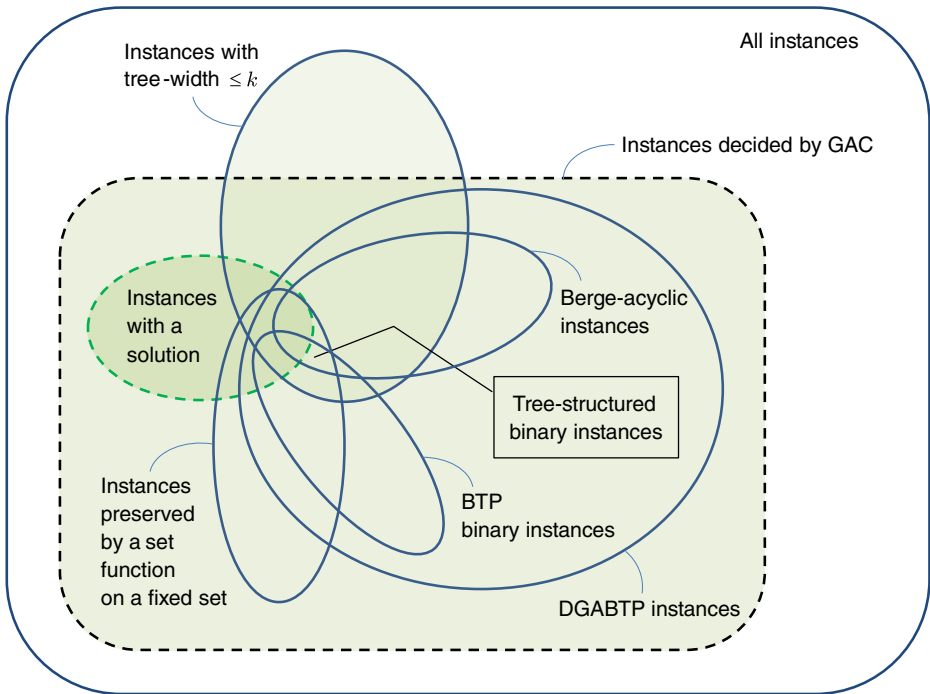 Instances with
tree-width ≤ k
All instances
Instances decided by GAC
Instances
with a
solution
Berge-acyclic
instances
Tree-structured
binary instances
Instances
preserved
by a set
function
on a fixed set
BTP
binary instances
DGABTP instances